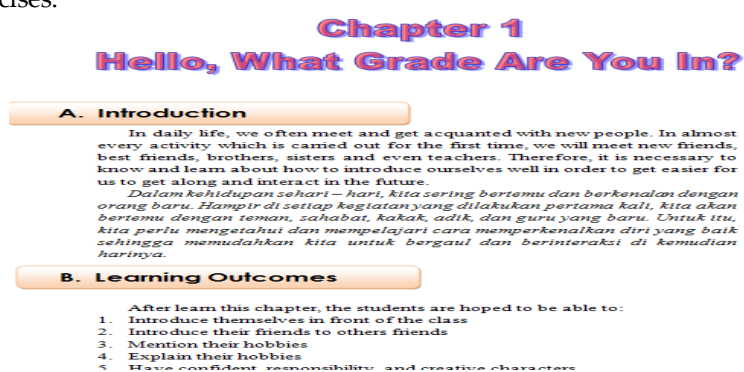 cises.
Chapter 1
Hello, What Grade Are You In?
A. Introduction
In daily life, we often meet and get acquanted with new people. In almost
every activity which is carried out for the first time, we will meet new friends,
best friends, brothers, sisters and even teachers. Therefore, it is necessary to
know and learn about how to introduce ourselves well in order to get easier for
us to get along and interact in the future.
Dalam kehidupan sehari – hari, kita sering bertemu dan berkenalan dengan
orang baru. Hampir di setiap kegiatan yang dilakukan pertama kali, kita akan
bertemu dengan teman, sahabat, kakak, adik, dan guru yang baru. Untuk itu,
kita perlu mengetahui dan mempelajari cara memperkenalkan diri yang baik
sehingga memudahkan kita untuk bergaul dan berinteraksi di kemudian
harinya.
B. Learning Outcomes
After learn this chapter, the students are hoped to be able to:
1. Introduce themselves in front of the class
2. Introduce their friends to others friends
3. Mention their hobbies
4. Explain their hobbies
5. Have confident, responsibility, and creative characters